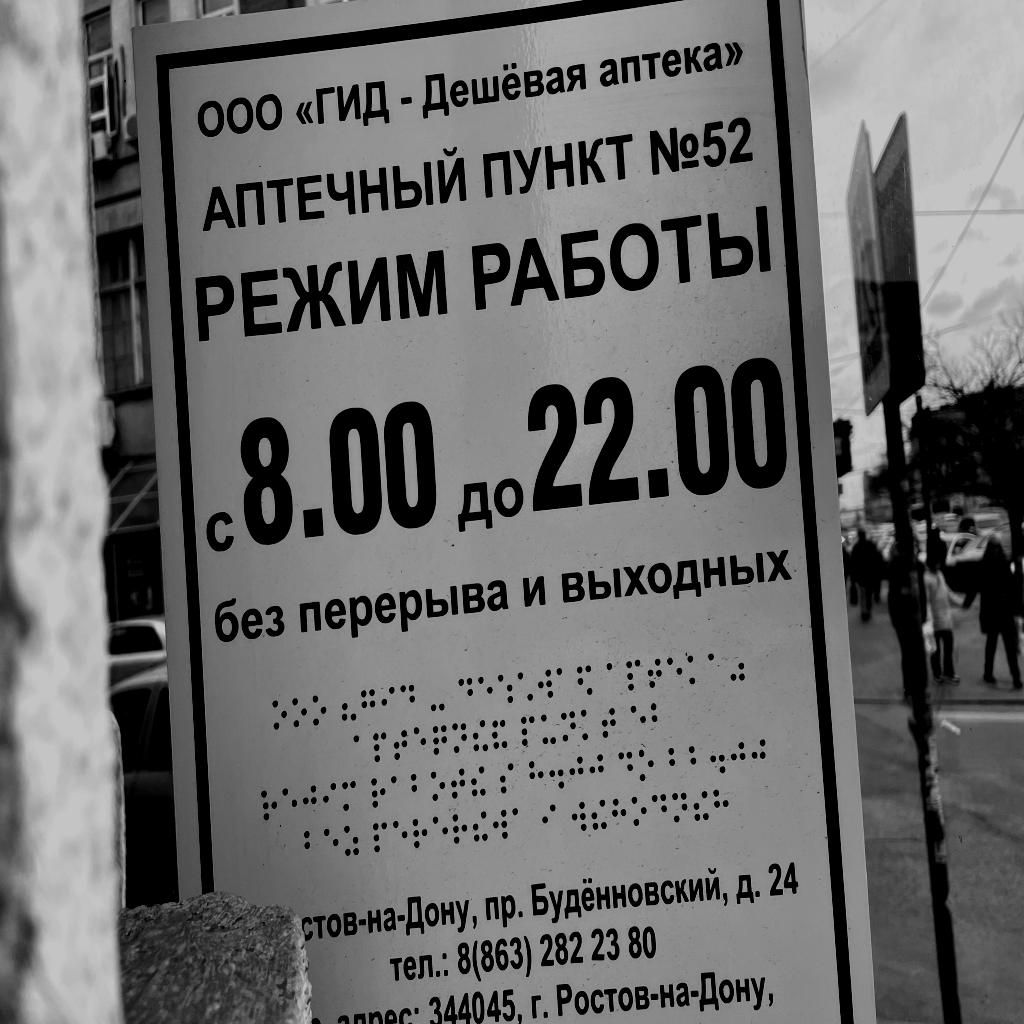 ООО «ГИД - Дешёвая аптека»
АПТЕЧНЫЙ ПУНКТ №52
РЕЖИМ РАБОТЫ
с 8.00 до 22.00
без перерыва и выходных
стов-на-Дону, пр. Будённовский, д. 24
тел.: 8(863) 282 23 80
адрес: 344045, г. Ростов-на-Дону,